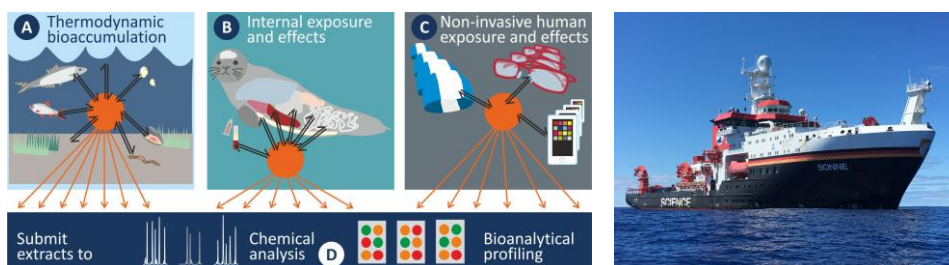 A
Thermodynamic
bioaccumulation
B
Internal exposure
and effects
C
Non-invasive human
exposure and effects
Submit
extracts to
Chemical
analysis
D
Bioanalytical
profiling
SONNE
SCIENCE